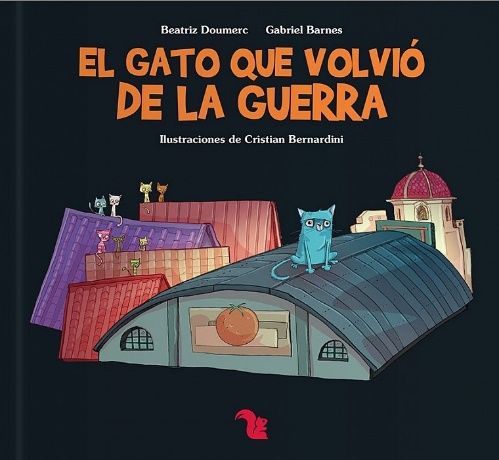 Beatriz Doumerc Gabriel Barnes
EL GATO QUE VOLVIÓ
DE LA GUERRA
Ilustraciones de Cristian Bernardini